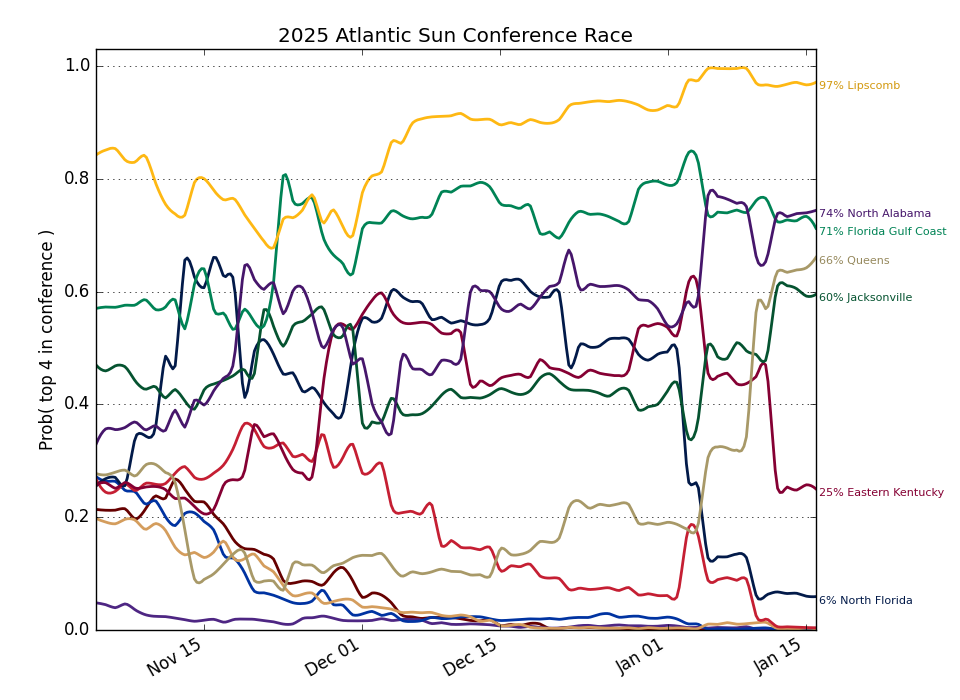 2025 Atlantic Sun Conference Race
Prob( top 4 in conference )
1.0
0.8
0.6
0.4
0.2
0.0
Nov 15
Dec 01
Dec 15
Jan 01
Jan 15
97% Lipscomb
74% North Alabama
71% Florida Gulf Coast
66% Queens
60% Jacksonville
25% Eastern Kentucky
6% North Florida